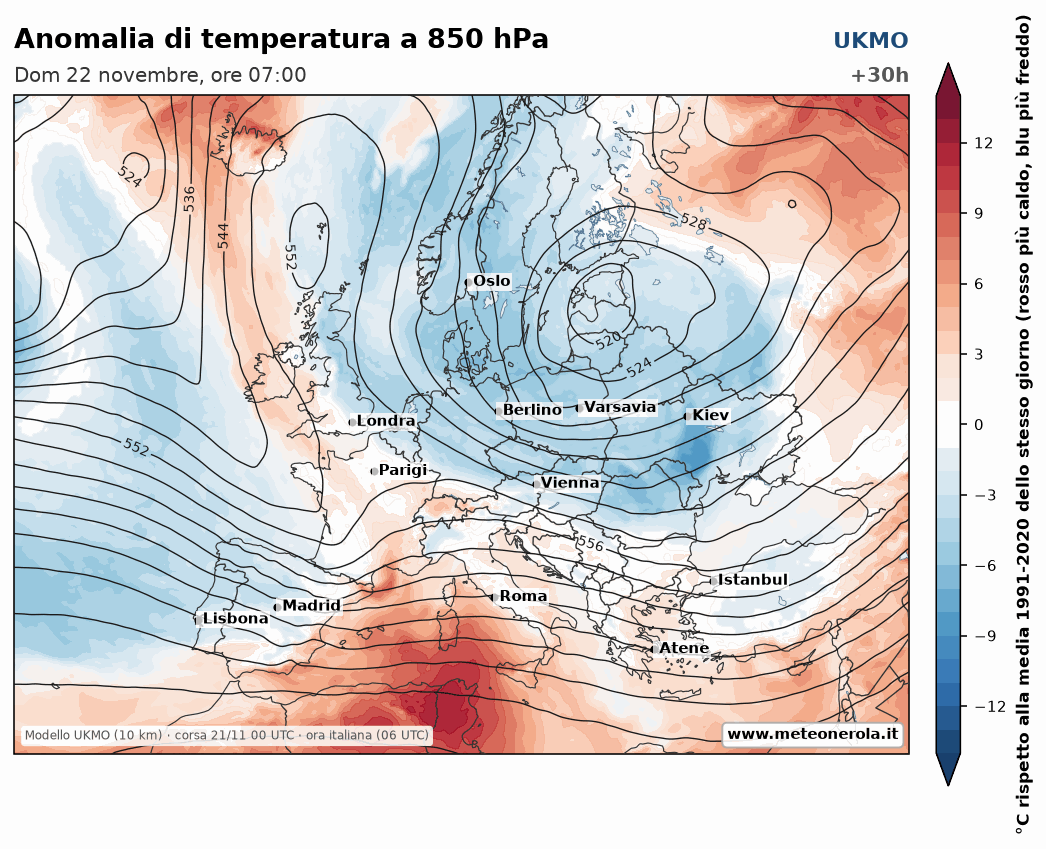 Anomalia di temperatura a 850 hPa
UKMO
Dom 22 novembre, ore 07:00
+30h
524
536
544
552
528
520
524
552
556
Oslo
Berlino
Varsavia
Kiev
Londra
Parigi
Vienna
Istanbul
Roma
Madrid
Lisbona
Atene
Modello UKMO (10 km) · corsa 21/11 00 UTC · ora italiana (06 UTC)
www.meteonerola.it
12
9
6
3
0
−3
−6
−9
−12
°C rispetto alla media 1991-2020 dello stesso giorno (rosso più caldo, blu più freddo)